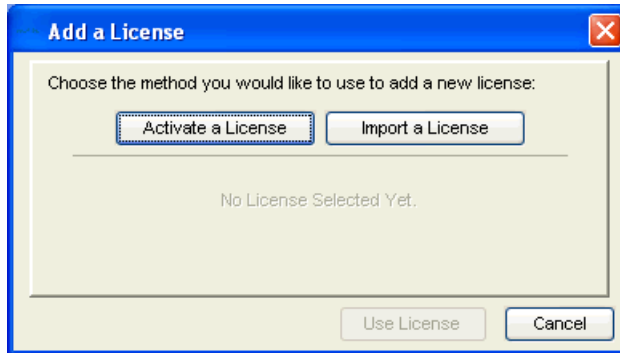 Add a License
Choose the method you would like to use to add a new license:
Activate a License Import a License
No License Selected Yet.
Use License Cancel